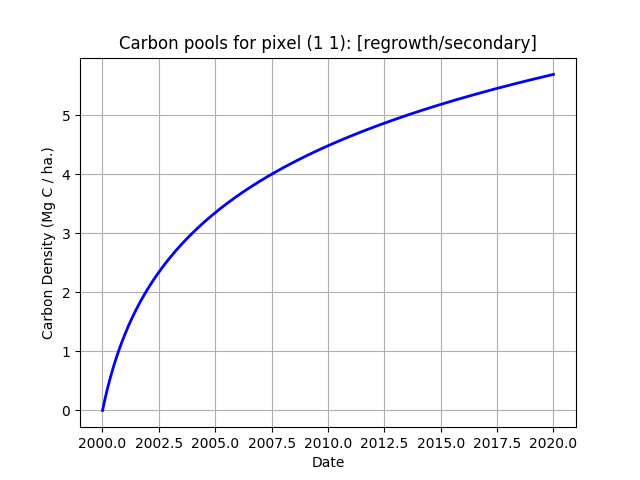 Carbon pools for pixel (1 1): [regrowth/secondary]
Carbon Density (Mg C / ha.)
5
4
3
2
1
0
2000.0 2002.5 2005.0 2007.5 2010.0 2012.5 2015.0 2017.5 2020.0
Date